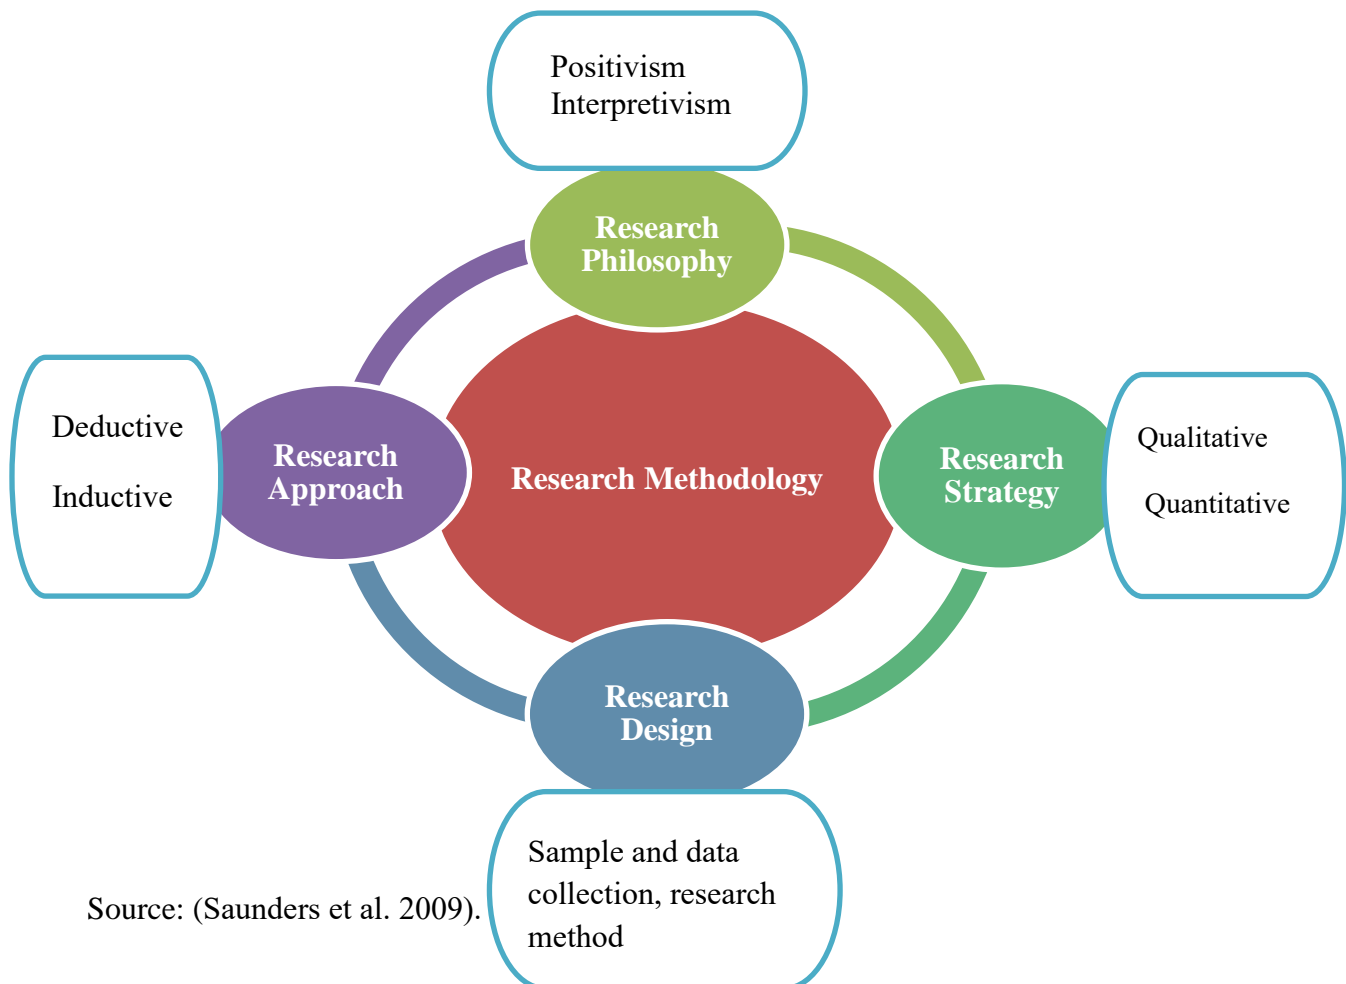 Positivism
Interpretivism
Research
Philosophy
Deductive
Inductive
Research
Approach
Research Methodology
Research
Strategy
Qualitative
Quantitative
Research
Design
Sample and data
collection, research
method
Source: (Saunders et al. 2009).